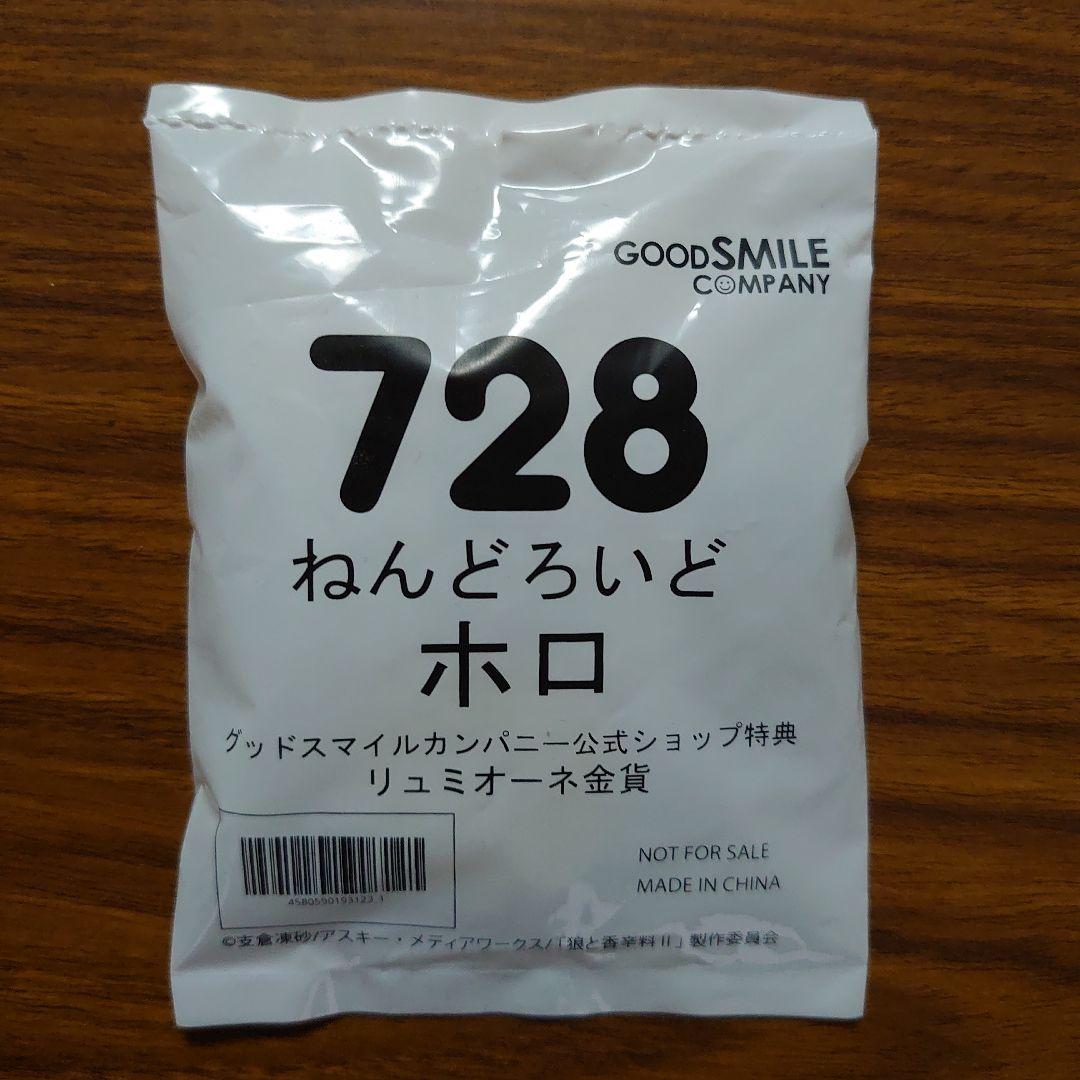 GOODSMILE
COMPANY
728
ねんどろいど
ホロ
グッドスマイルカンパニー公式ショップ特典
リュミオーネ金貨
4580590193123 1
NOT FOR SALE
MADE IN CHINA
©支倉凍砂/アスキー・メディアワークス/「狼と香辛料II」製作委員会